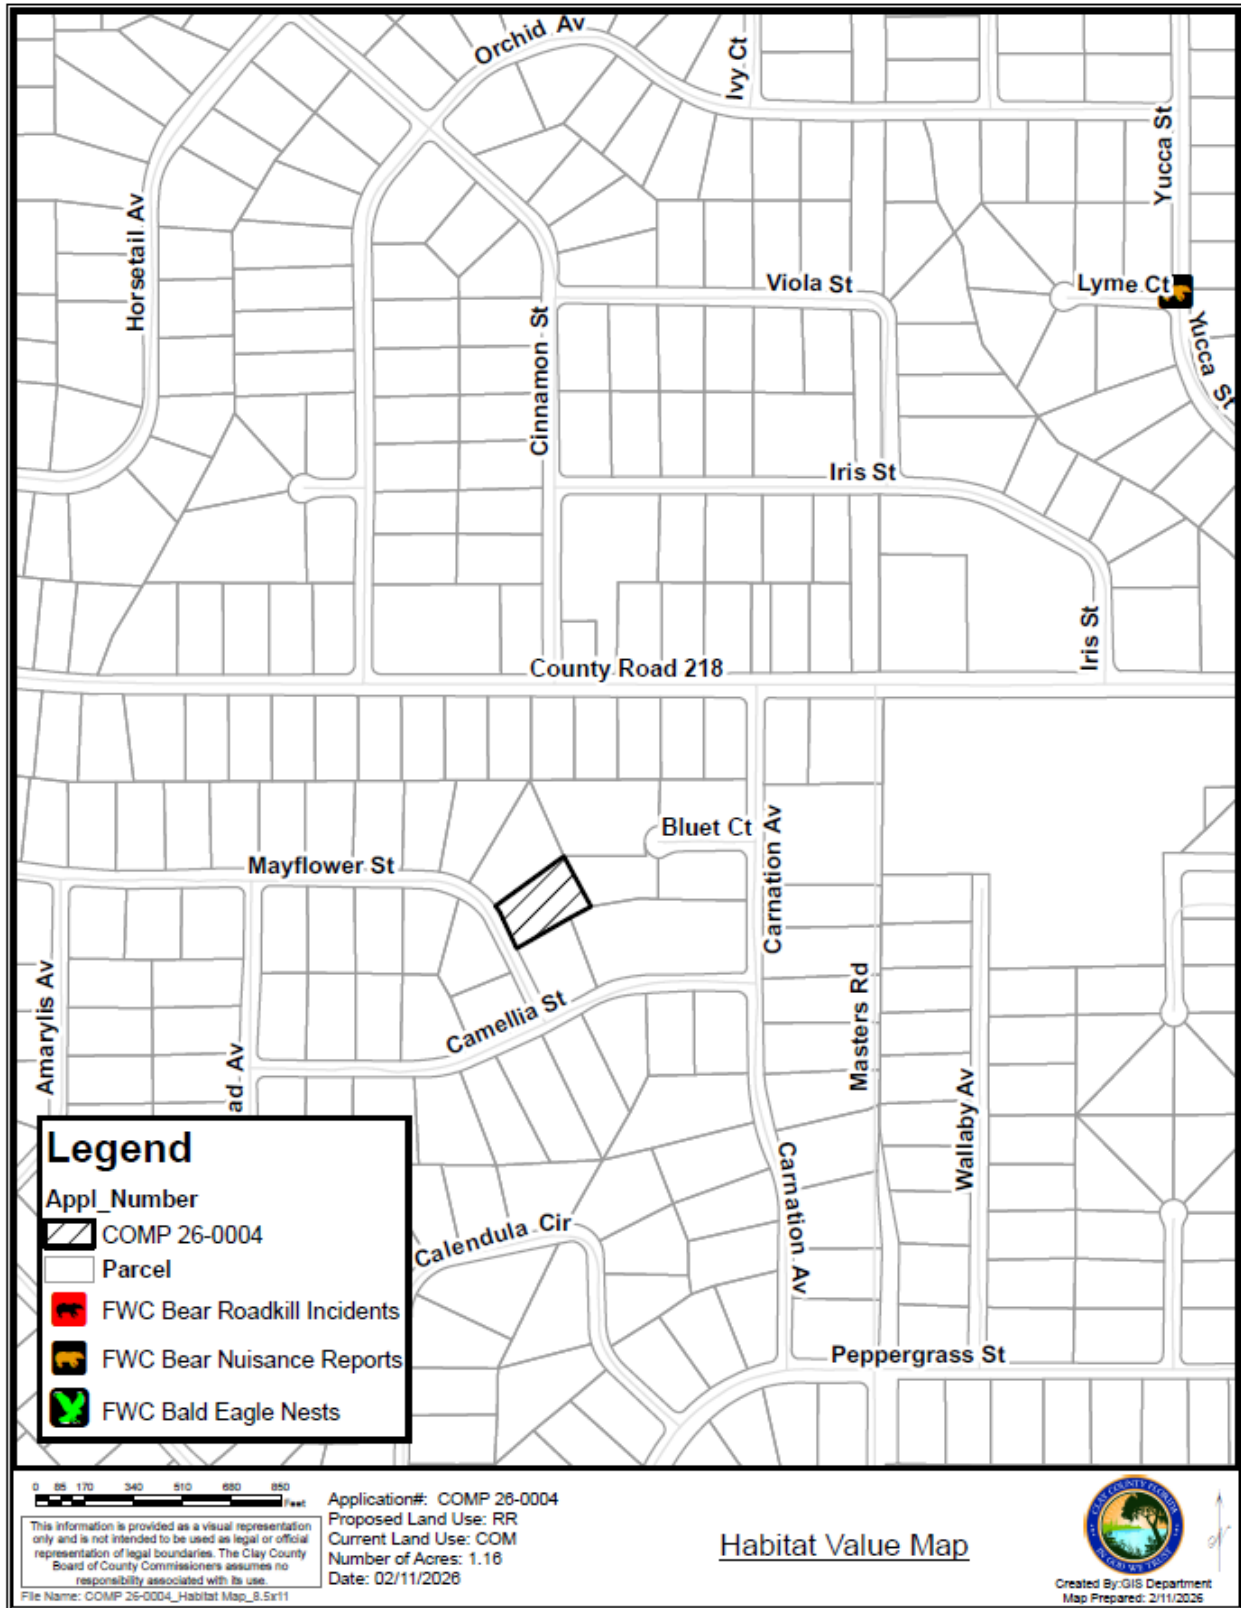 Orchid Av
Ivy Ct
Yucca St
Horsetail Av
Viola St
Lyme Ct
Cinnamon St
Yucca St
Iris St
Iris St
County Road 218
Bluet Ct
Carnation Av
Mayflower St
Amarylis Av
Camellia St
Masters Rd
ad Av
Wallaby Av
Carnation Av
Calendula Cir
Peppergrass St
Legend
Appl_Number
COMP 26-0004
Parcel
FWC Bear Roadkill Incidents
FWC Bear Nuisance Reports
FWC Bald Eagle Nests
0 85 170 340 510 680 850
Feet
This information is provided as a visual representation
only and is not intended to be used as legal or official
representation of legal boundaries. The Clay County
Board of County Commissioners assumes no
responsibility associated with its use.
File Name: COMP 26-0004_Habitat Map_8.5x11
Application#: COMP 26-0004
Proposed Land Use: RR
Current Land Use: COM
Number of Acres: 1.16
Date: 02/11/2026
Habitat Value Map
CLAY COUNTY FLORIDA
IN GOD WE TRUST
N
Created By:GIS Department
Map Prepared: 2/11/2026